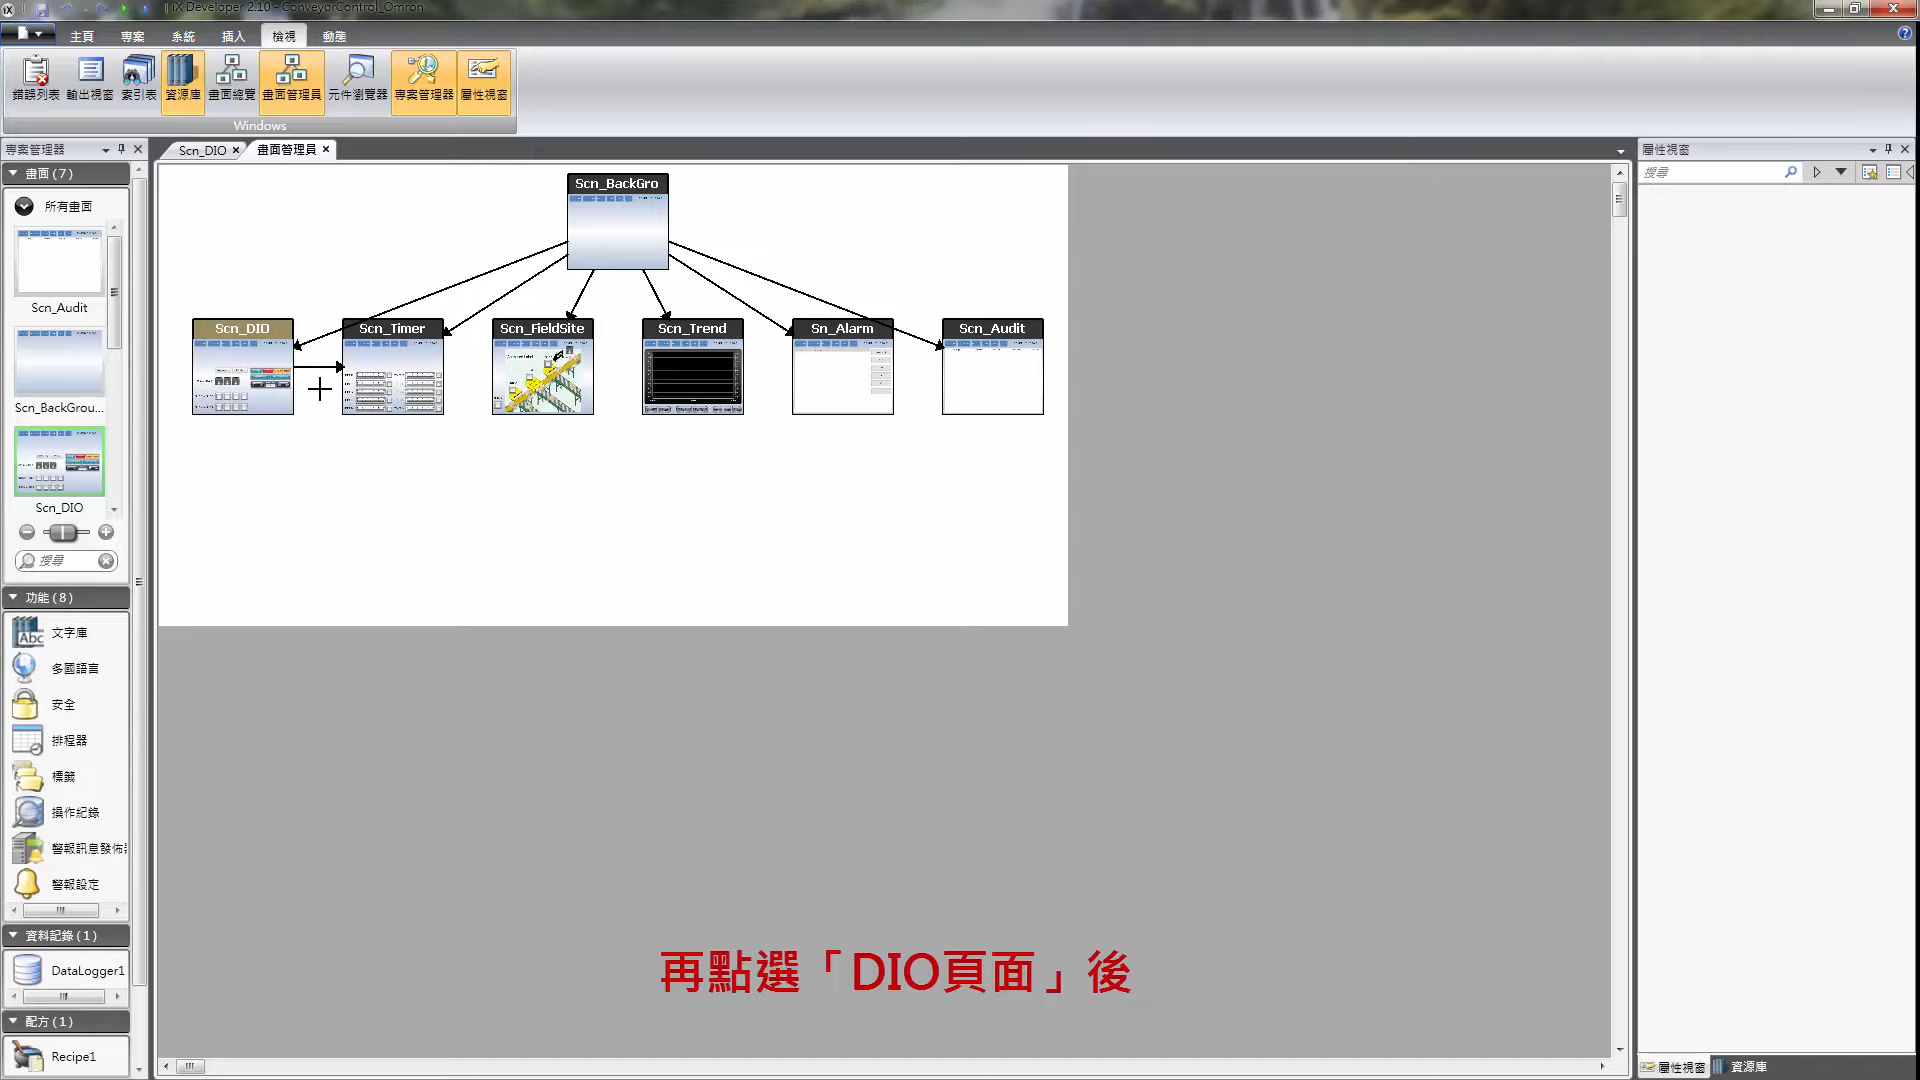 iX Developer 2.10 - ConveyorControl_Omron
主頁 專案 系統 插入 檢視 動態
錯誤列表 輸出視窗 索引表 資源庫 畫面總覽 畫面管理員 元件瀏覽器 專案管理器 屬性視窗
Windows
專案管理器
Scn_DIO 畫面管理員
屬性視窗
畫面(7)
搜尋
所有畫面
Scn_Audit
Scn_BackGrou...
Scn_DIO
搜尋
Scn_BackGro
Scn_DIO Scn_Timer Scn_FieldSite Scn_Trend Sn_Alarm Scn_Audit
功能(8)
文字庫
多國語言
安全
排程器
標籤
操作紀錄
警報訊息發佈
警報設定
資料記錄(1)
DataLogger1
配方(1)
Recipe1
再點選「DIO頁面」後
屬性視窗 資源庫